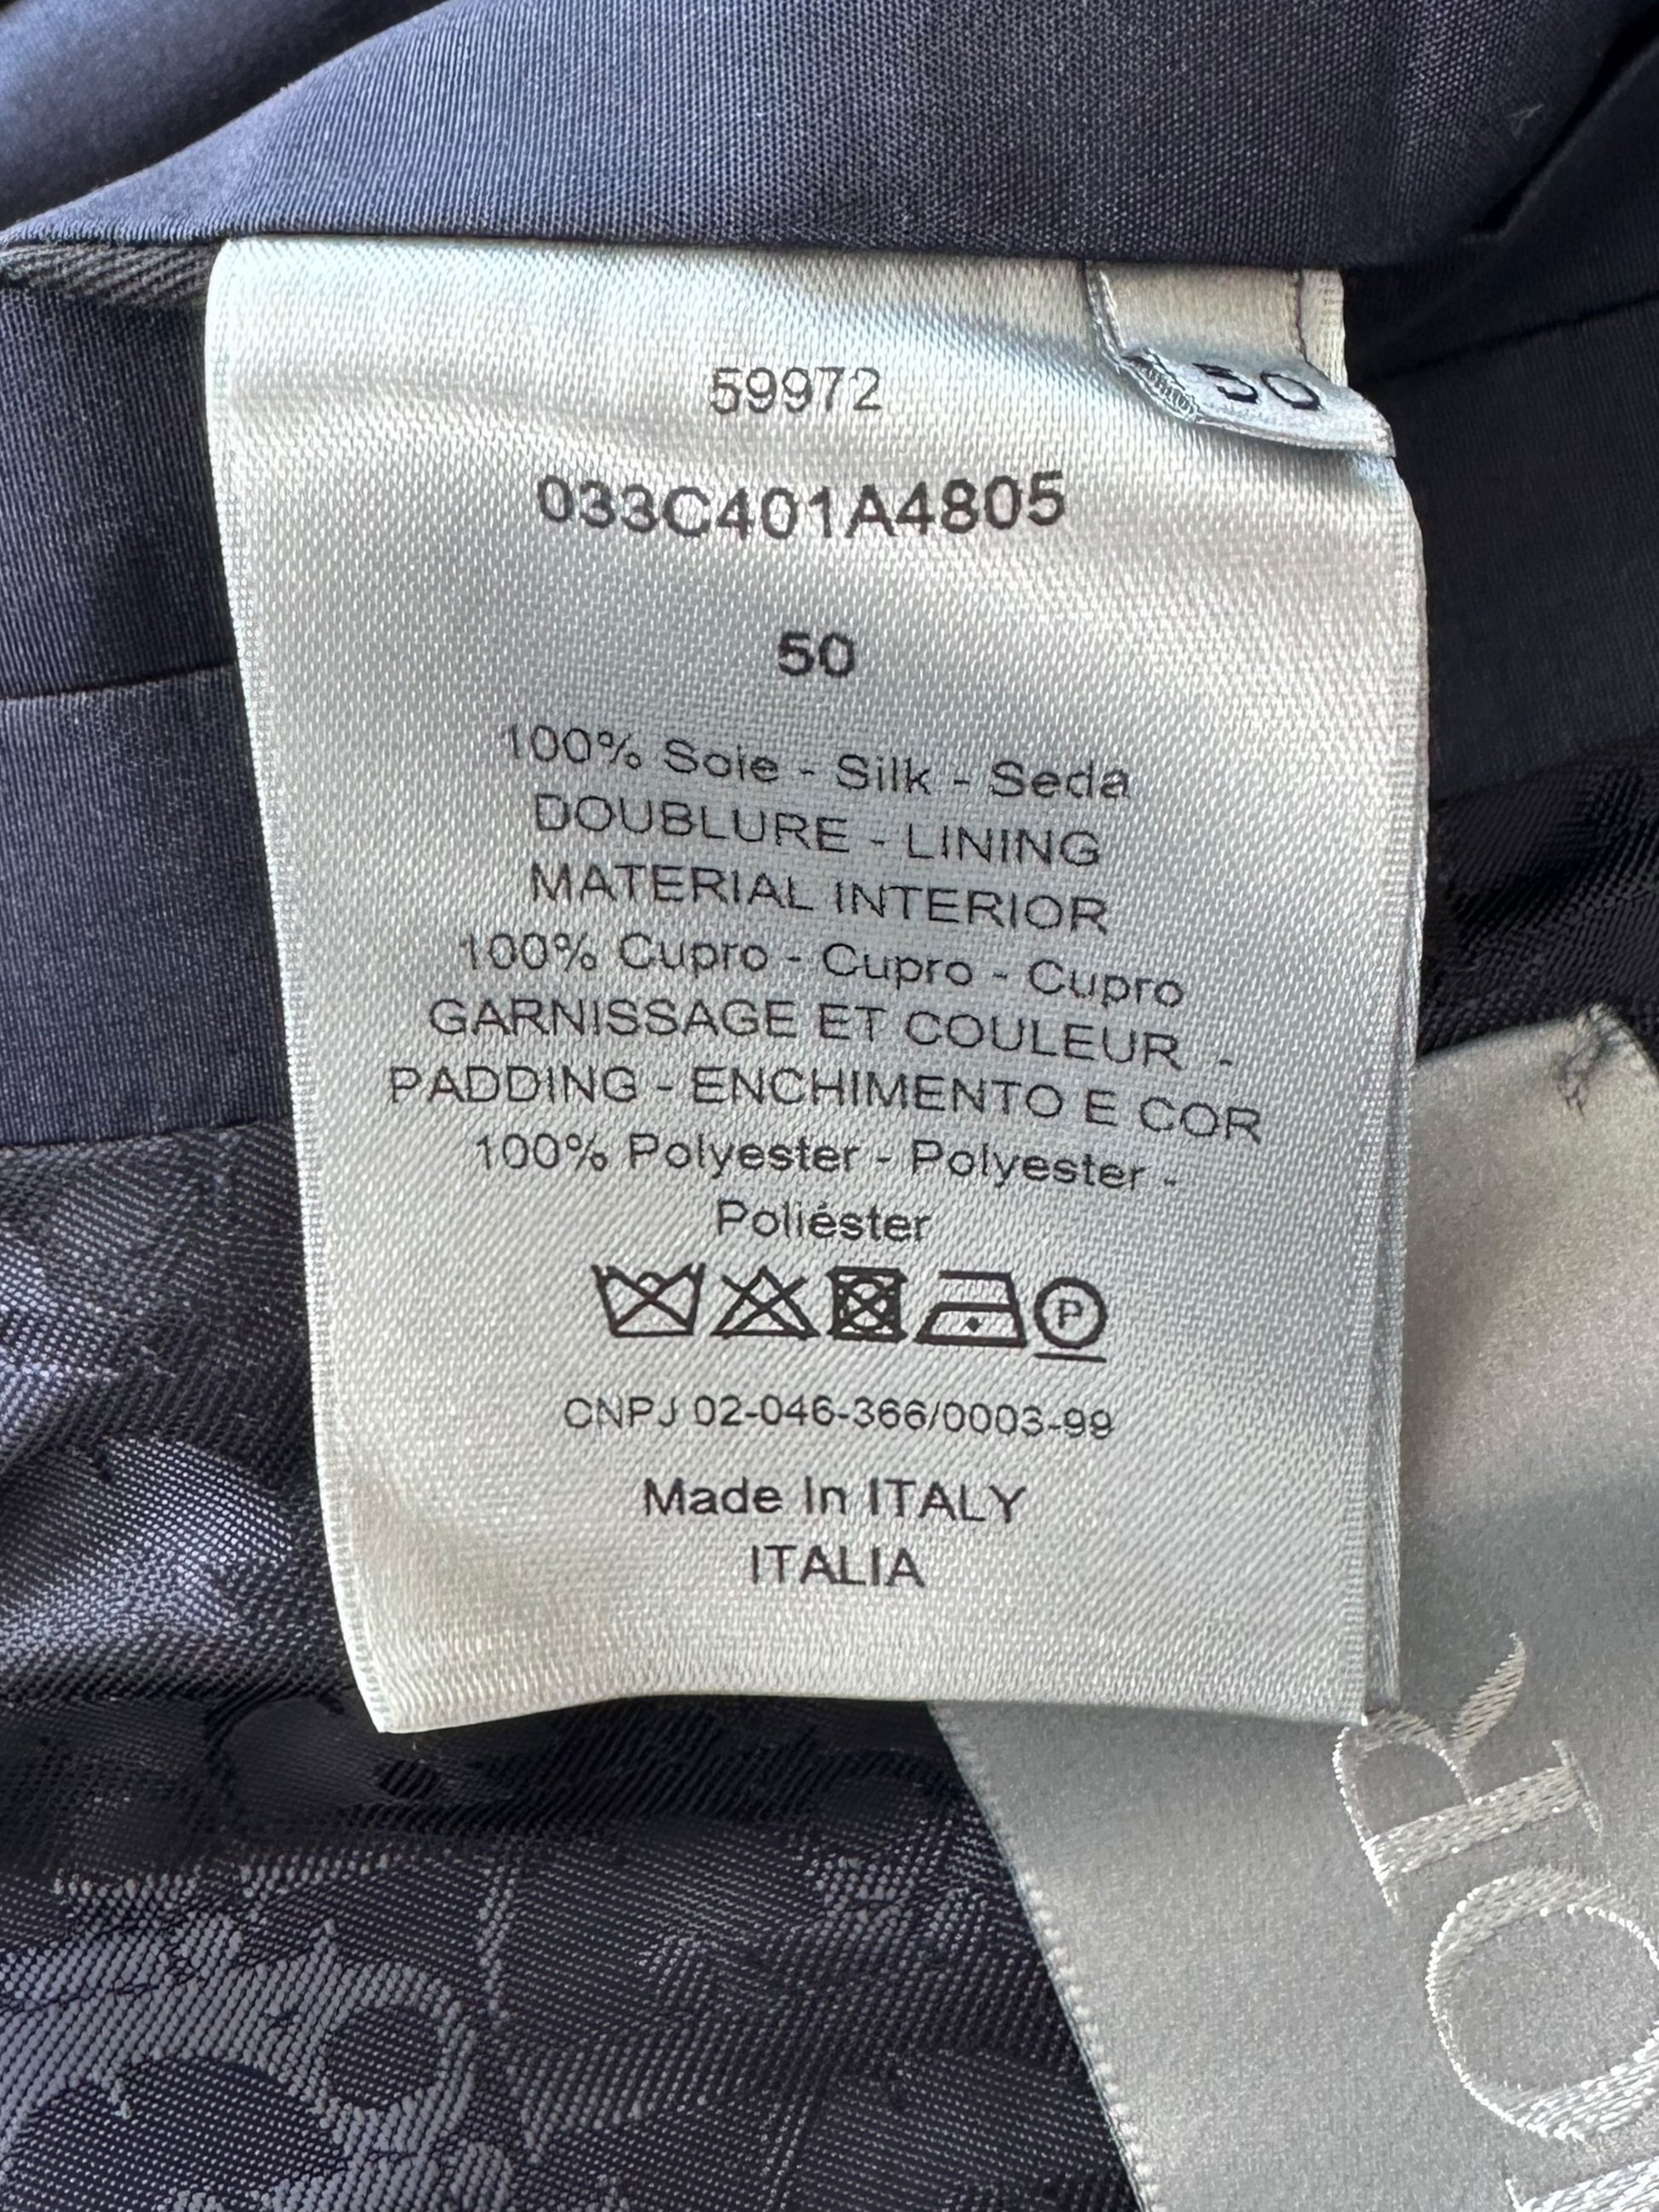 59972
50
033C401A4805
50
100% Soie - Silk - Seda
DOUBLURE - LINING
MATERIAL INTERIOR
100% Cupro - Cupro - Cupro
GARNISSAGE ET COULEUR -
PADDING - ENCHIMENTO E COR
100% Polyester - Polyester -
Poliéster
P
CNPJ 02-046-366/0003-99
Made In ITALY
ITALIA
IOR